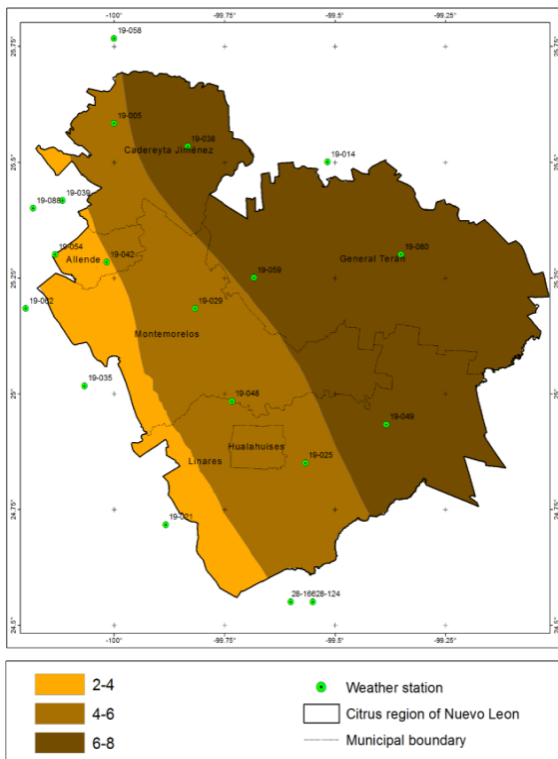 -100 -99.75 -99.5 -99.25
25.75 25.75
19-058
19-005
19-038
Cadereyta Jiménez
19-014
25.5 25.5
19-039
19-088
19-054
Allende
19-042
19-060
General Terán
25.25 25.25
19-059
19-062
19-029
Montemorelos
19-035
25° 25°
19-048
19-049
Hualahuises
Linares
19-025
24.75 24.75
19-021
28-166 28-124
24.5 24.5
-100 -99.75 -99.5 -99.25
2-4
4-6
6-8
Weather station
Citrus region of Nuevo Leon
Municipal boundary